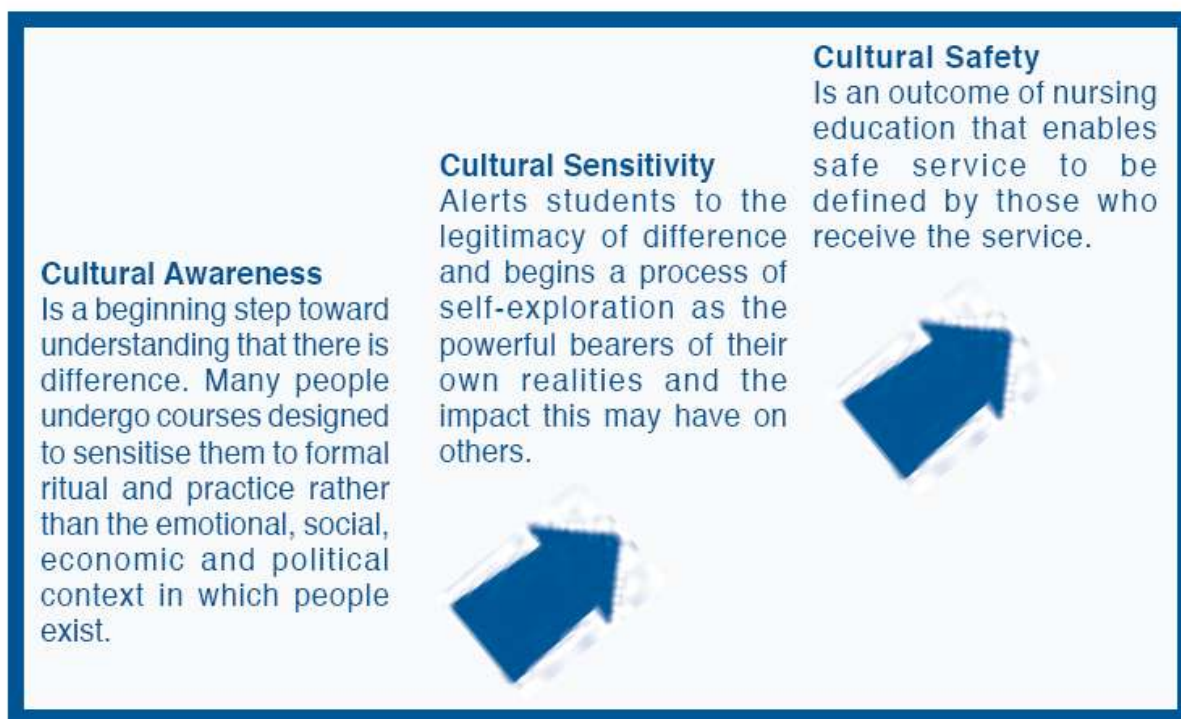 Cultural Awareness
Is a beginning step toward
understanding that there is
difference. Many people
undergo courses designed
to sensitise them to formal
ritual and practice rather
than the emotional, social,
economic and political
context in which people
exist.
Cultural Sensitivity
Alerts students to the
legitimacy of difference
and begins a process of
self-exploration as the
powerful bearers of their
own realities and the
impact this may have on
others.
Cultural Safety
Is an outcome of nursing
education that enables
safe service to be
defined by those who
receive the service.